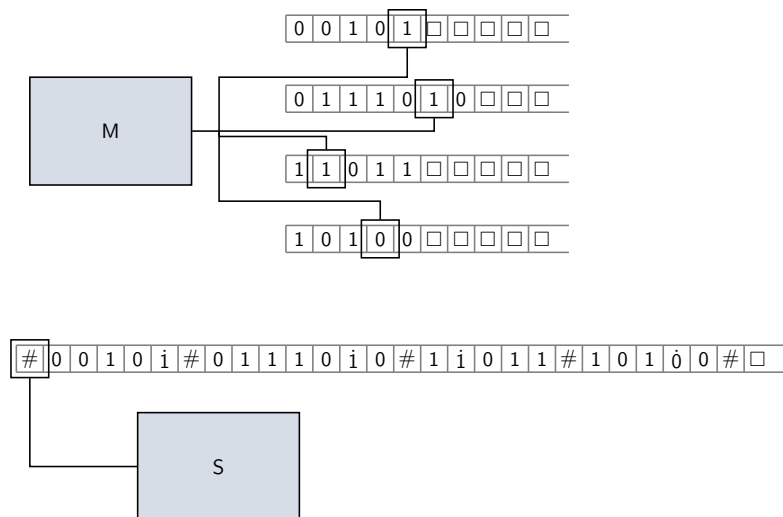 0 0 1 0 1 □ □ □ □ □
M
0 1 1 1 0 1 0 □ □ □
1 1 0 1 1 □ □ □ □ □
1 0 1 0 0 □ □ □ □ □
# 0 0 1 0 1̇ # 0 1 1 1 0 1̇ 0 # 1 1̇ 0 1 1 # 1 0 1 0̇ 0 # □
S